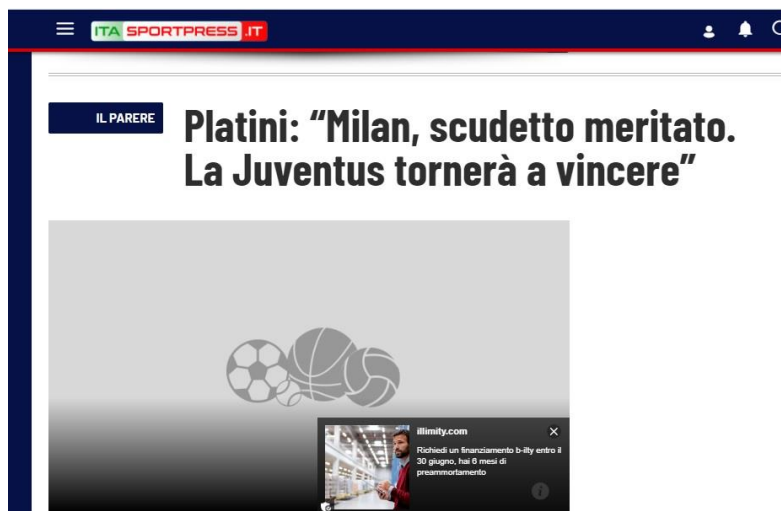 ITA SPORTPRESS .IT
IL PARERE
Platini: “Milan, scudetto meritato.
La Juventus tornerà a vincere”
illimity.com
Richiedi un finanziamento b-ilty entro il
30 giugno, hai 6 mesi di
preammortamento